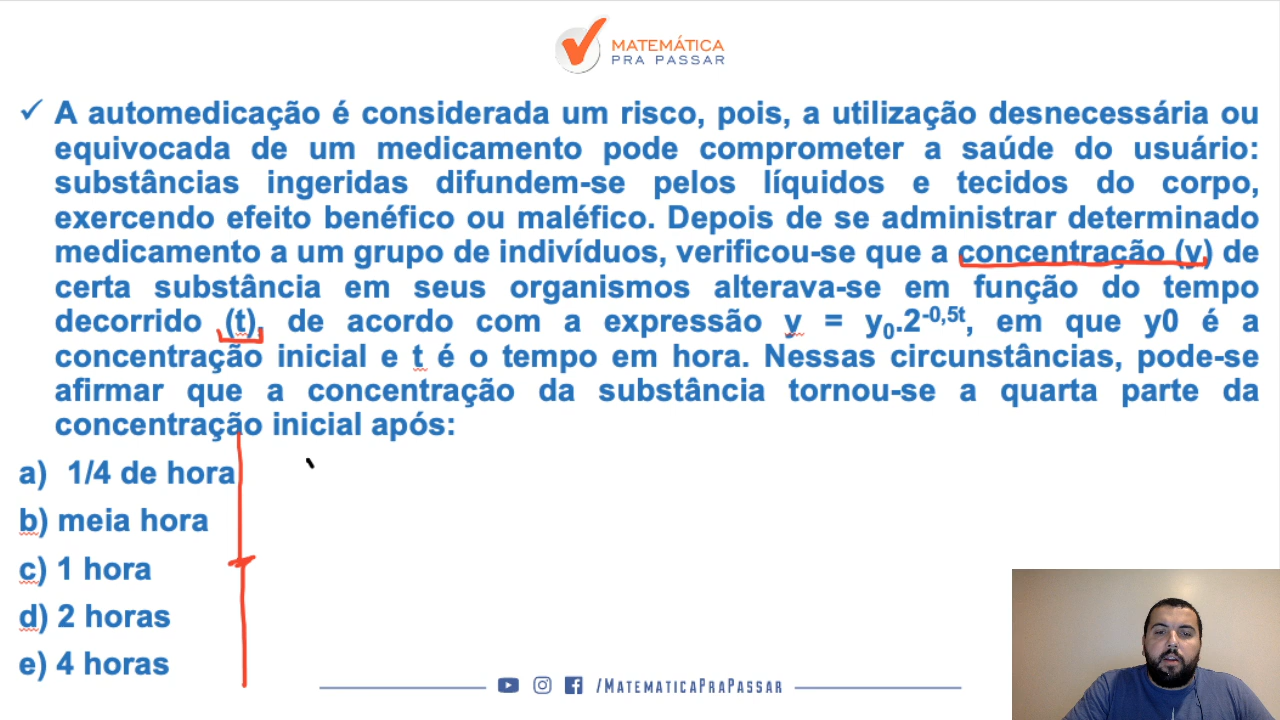 MATEMÁTICA
PRA PASSAR
✓ A automedicação é considerada um risco, pois, a utilização desnecessária ou
equivocada de um medicamento pode comprometer a saúde do usuário:
substâncias ingeridas difundem-se pelos líquidos e tecidos do corpo,
exercendo efeito benéfico ou maléfico. Depois de se administrar determinado
medicamento a um grupo de indivíduos, verificou-se que a concentração (y) de
certa substância em seus organismos alterava-se em função do tempo
decorrido (t), de acordo com a expressão y = y₀.2⁻⁰,⁵ᵗ, em que y0 é a
concentração inicial e t é o tempo em hora. Nessas circunstâncias, pode-se
afirmar que a concentração da substância tornou-se a quarta parte da
concentração inicial após:
a) 1/4 de hora
b) meia hora
c) 1 hora
d) 2 horas
e) 4 horas
/MATEMATICAPRAPASSAR